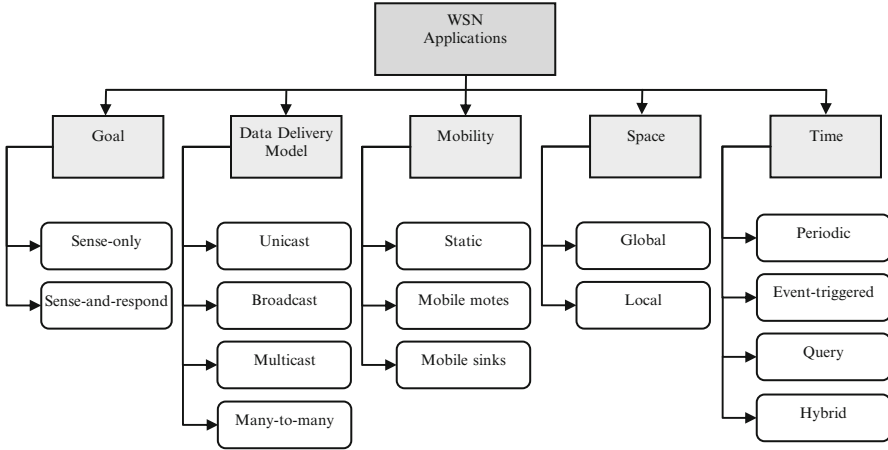 WSN
Applications
Goal
Data Delivery
Model
Mobility
Space
Time
Sense-only
Sense-and-respond
Unicast
Broadcast
Multicast
Many-to-many
Static
Mobile motes
Mobile sinks
Global
Local
Periodic
Event-triggered
Query
Hybrid